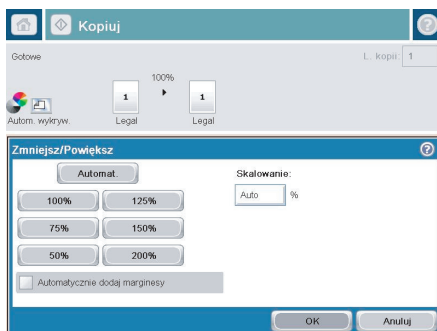 Kopiuj
Gotowe
L. kopii: 1
100%
1 1
Autom. wykryw. Legal Legal
Zmniejsz/Powiększ
Automat.
Skalowanie:
100% 125%
Auto %
75% 150%
50% 200%
Automatycznie dodaj marginesy
OK Anuluj